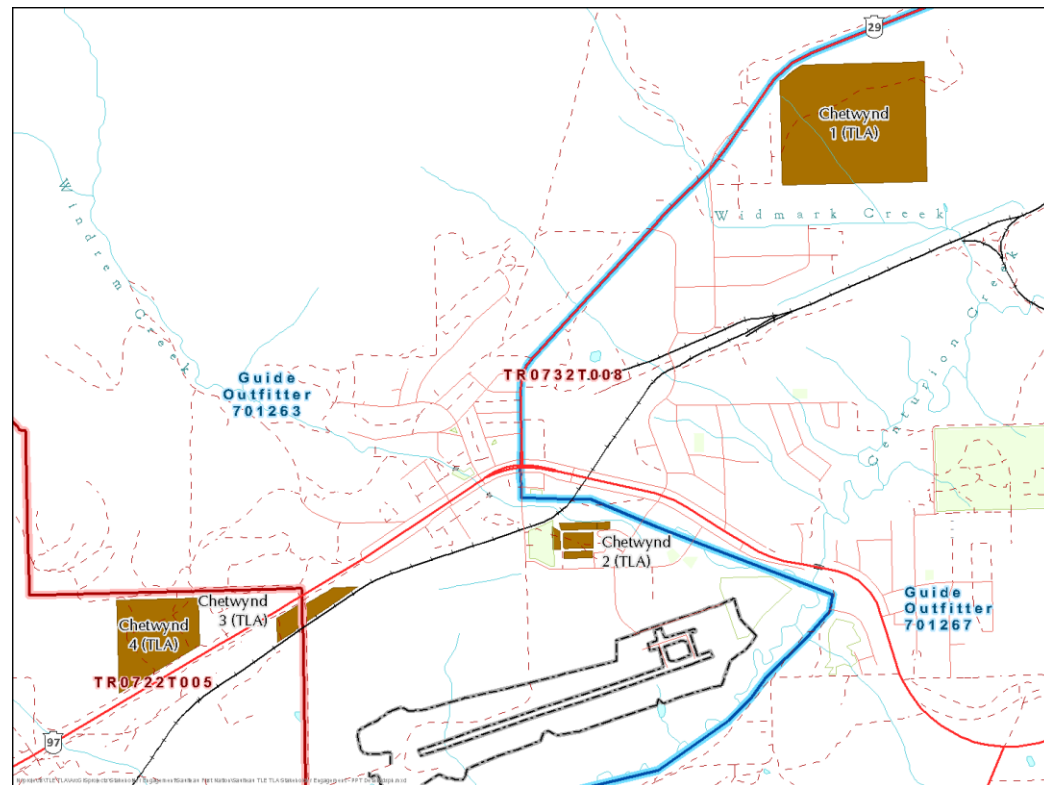 29
Chetwynd
1 (TLA)
Windrem Creek
Widmark Creek
Centurion Creek
TR0732T008
Guide
Outfitter
701263
Chetwynd
2 (TLA)
Guide
Outfitter
701267
Chetwynd
3 (TLA)
Chetwynd
4 (TLA)
TR0722T005
97